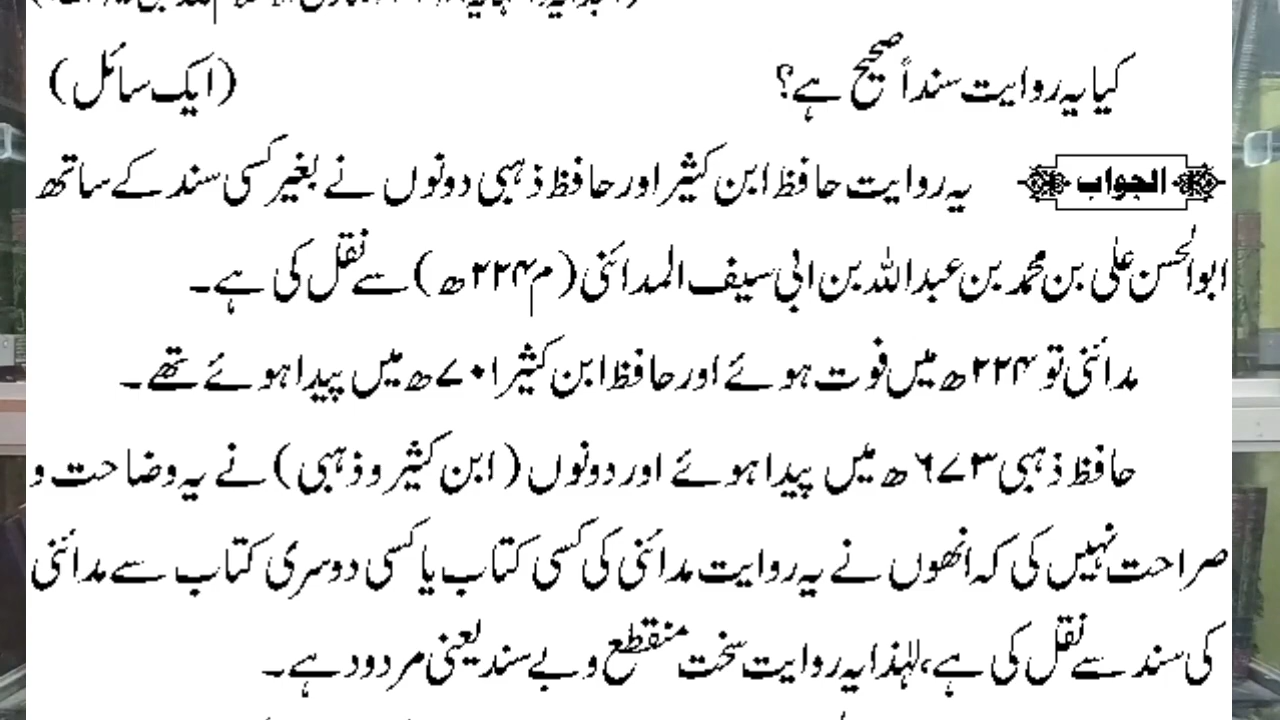 کیا یہ روایت سنداً صحیح ہے؟ (ایک سائل)
الجواب یہ روایت حافظ ابن کثیر اور حافظ ذہبی دونوں نے بغیر کسی سند کے ساتھ
ابو الحسن علی بن محمد بن عبداللہ بن ابی سیف المدائنی (م۲۲۴ھ) سے نقل کی ہے۔
مدائنی تو ۲۲۴ھ میں فوت ہوئے اور حافظ ابن کثیر ۷۰۱ھ میں پیدا ہوئے تھے۔
حافظ ذہبی ۶۷۳ھ میں پیدا ہوئے اور دونوں (ابن کثیر و ذہبی) نے یہ وضاحت و
صراحت نہیں کی کہ انھوں نے یہ روایت مدائنی کی کسی کتاب یا کسی دوسری کتاب سے مدائنی
کی سند سے نقل کی ہے، لہٰذا یہ روایت سخت منقطع و بے سند یعنی مردود ہے۔